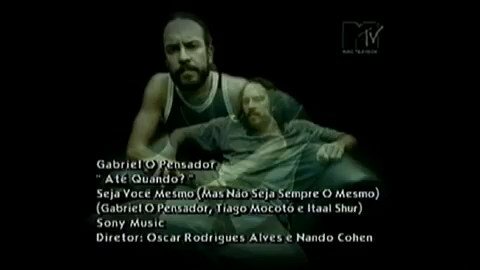 MTV
Gabriel O Pensador
" Até Quando? "
Seja Você Mesmo (Mas Não Seja Sempre O Mesmo)
(Gabriel O Pensador, Tiago Mocotó e Itaal Shur)
Sony Music
Diretor: Oscar Rodrigues Alves e Nando Cohen